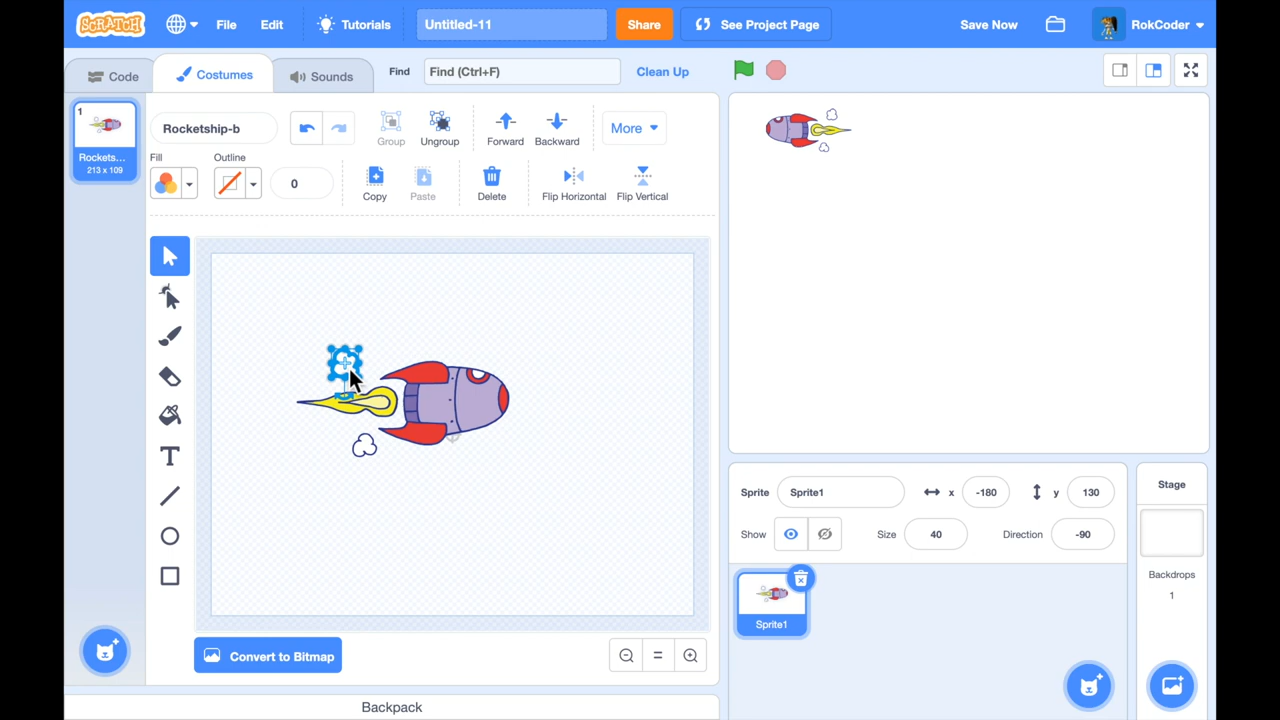 SCRATCH File Edit Tutorials Untitled-11 Share See Project Page Save Now RokCoder
Code Costumes Sounds Find Find (Ctrl+F) Clean Up
1
Rockets...
213 x 109
Rocketship-b Group Ungroup Forward Backward More
Fill Outline
0 Copy Paste Delete Flip Horizontal Flip Vertical
T
Convert to Bitmap
Backpack
Sprite Sprite1 x -180 y 130
Show Size 40 Direction -90
Sprite1
Stage
Backdrops
1